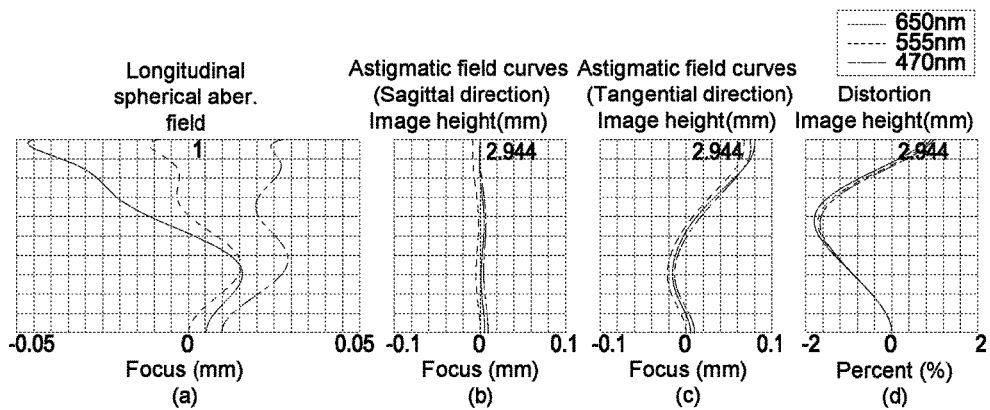 650nm
555nm
470nm
Longitudinal
spherical aber.
field
1
-0.05
0
0.05
Focus (mm)
(a)
Astigmatic field curves
(Sagittal direction)
Image height(mm)
2.944
-0.1
0
0.1
Focus (mm)
(b)
Astigmatic field curves
(Tangential direction)
Image height(mm)
2.944
-0.1
0
0.1
Focus (mm)
(c)
Distortion
Image height(mm)
2.944
-2
0
2
Percent (%)
(d)